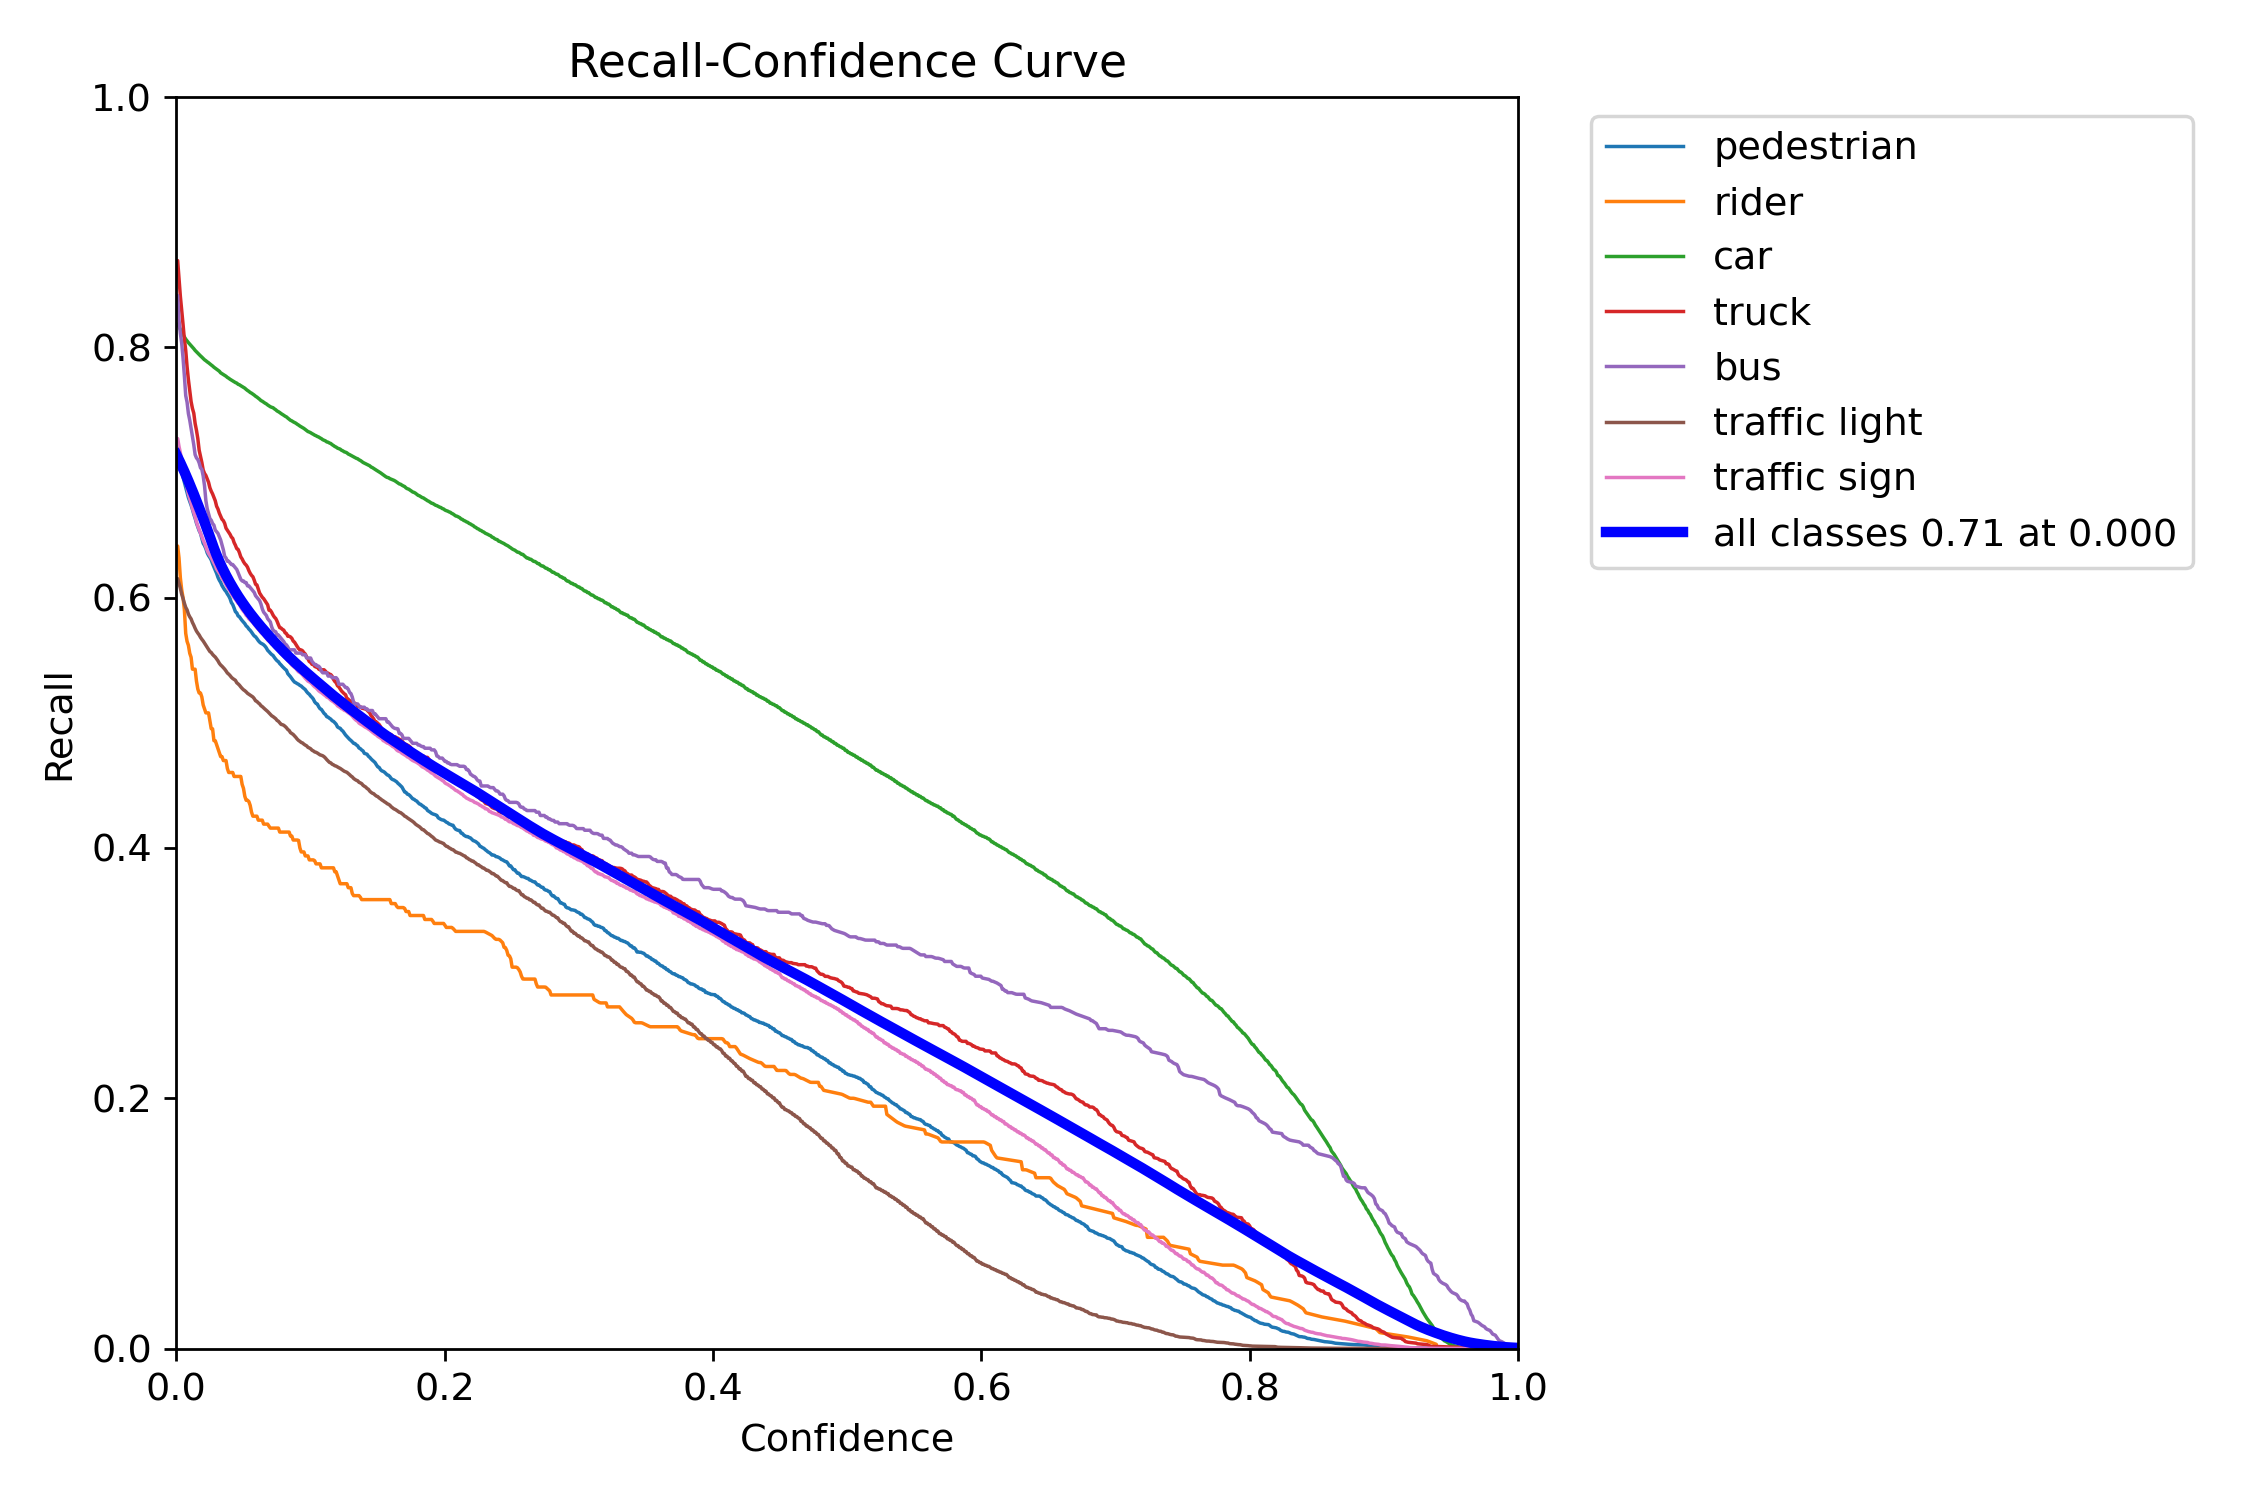 Recall-Confidence Curve
1.0
0.8
0.6
0.4
0.2
0.0
Recall
0.0 0.2 0.4 0.6 0.8 1.0
Confidence
pedestrian
rider
car
truck
bus
traffic light
traffic sign
all classes 0.71 at 0.000